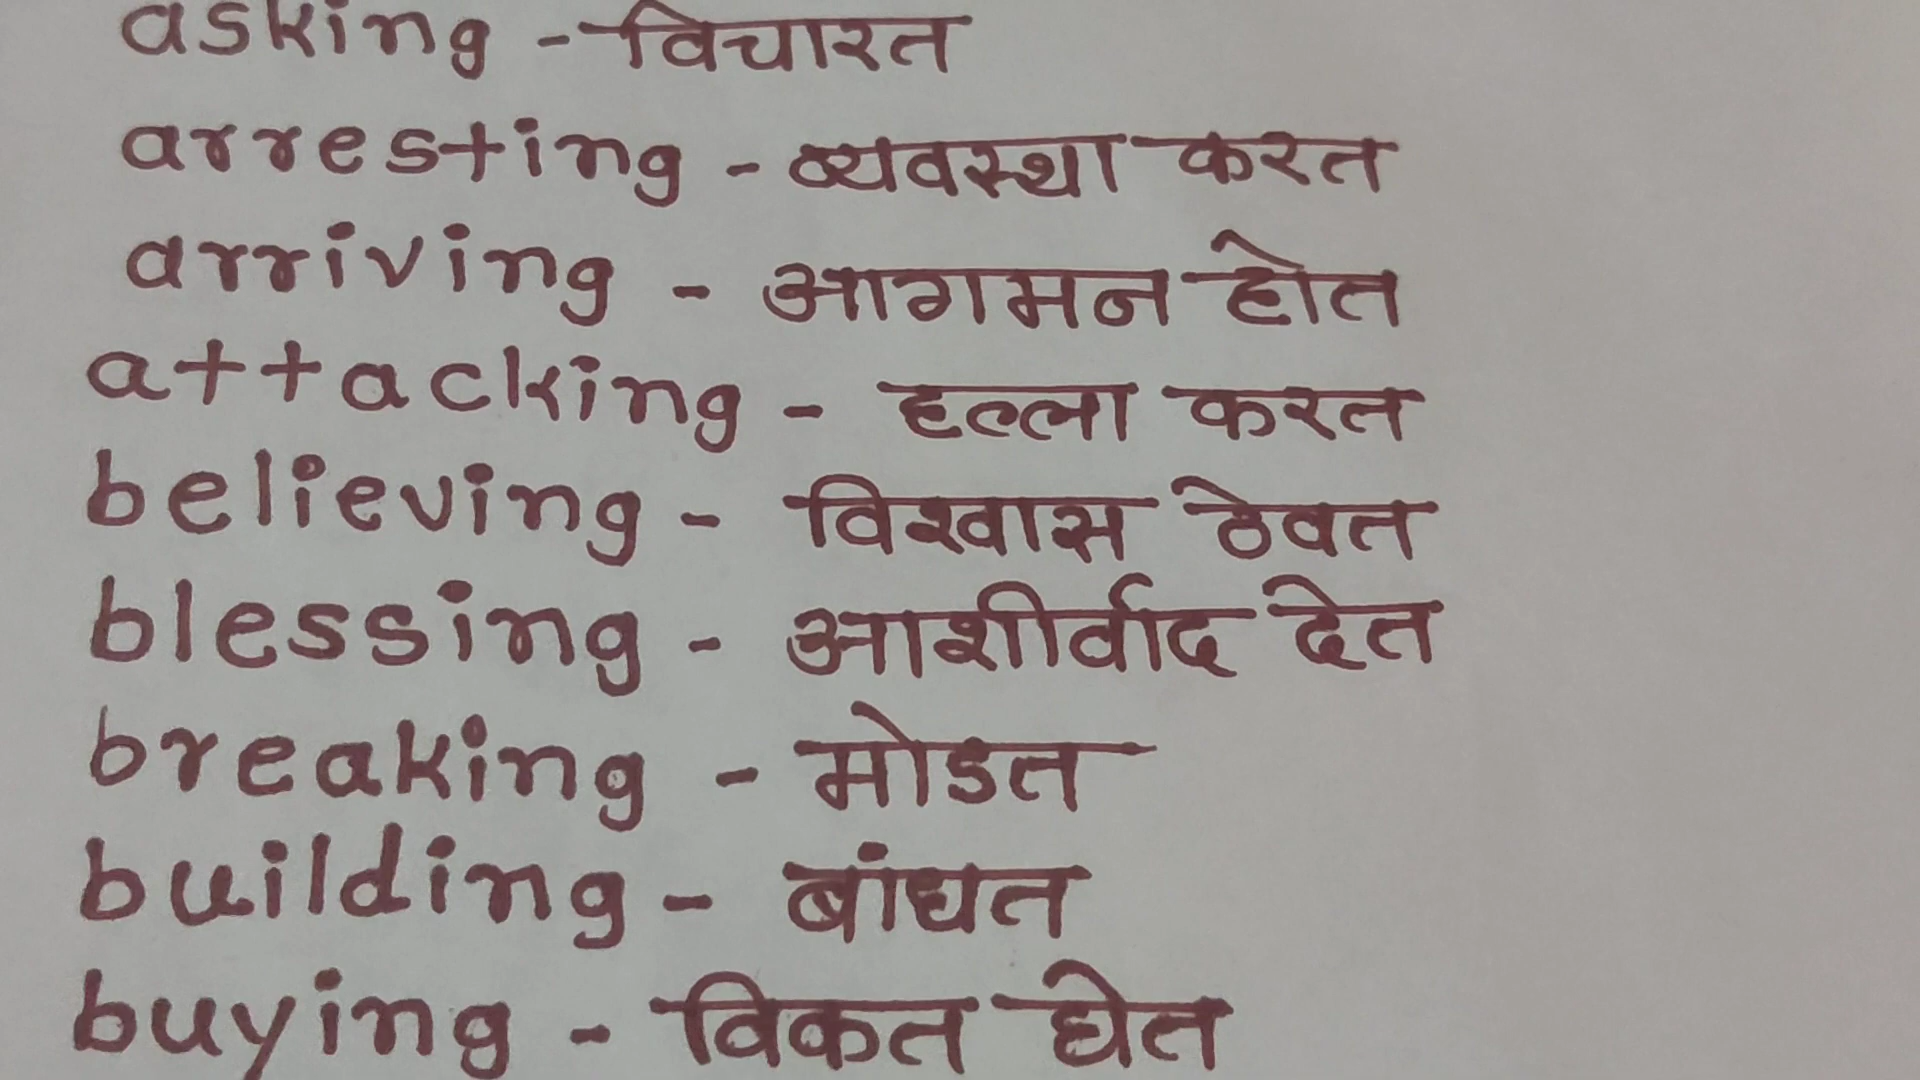 asking - विचारत
arresting - व्यवस्था करत
arriving - आगमन होत
attacking - हल्ला करत
believing - विश्वास ठेवत
blessing - आशीर्वाद देत
breaking - मोडत
building - बांधत
buying - विकत घेत